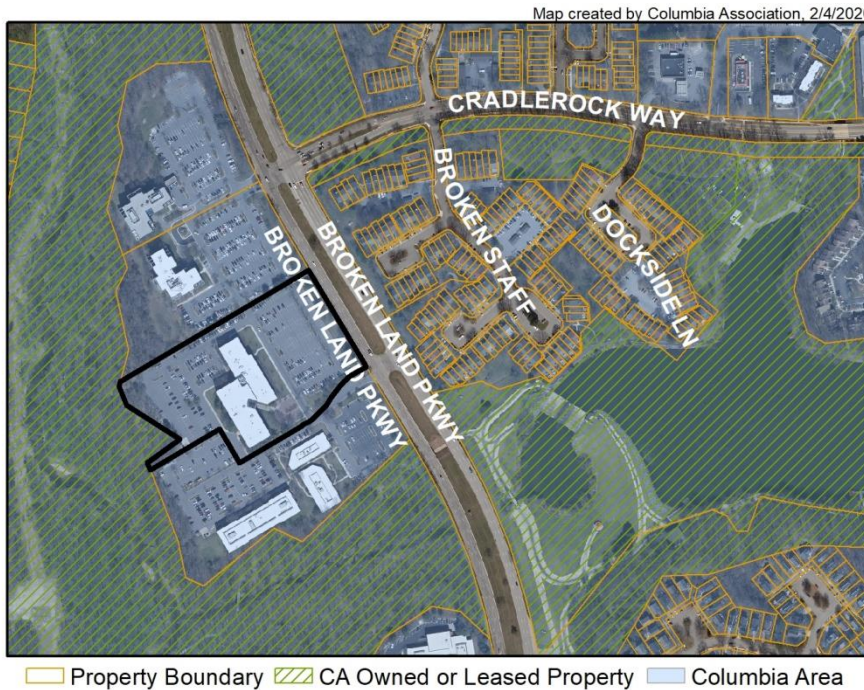 Map created by Columbia Association, 2/4/2020
CRADLEROCK WAY
BROKEN STAFF
DOCKSIDE LN
BROKEN LAND PKWY
BROKEN LAND PKWY
Property Boundary CA Owned or Leased Property Columbia Area